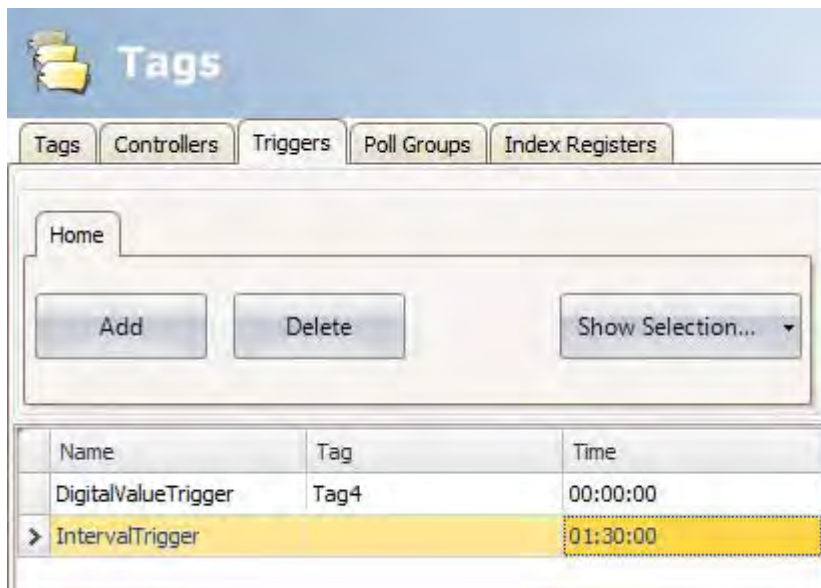 Tags
Tags Controllers Triggers Poll Groups Index Registers
Home
Add Delete Show Selection...
Name Tag Time
DigitalValueTrigger Tag4 00:00:00
IntervalTrigger 01:30:00